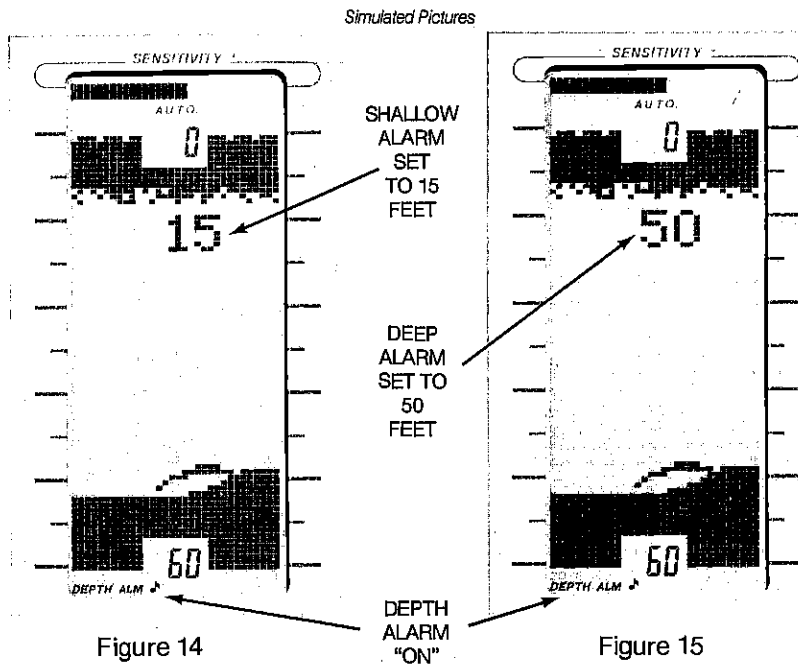 Simulated Pictures
SENSITIVITY
AUTO.
0
15
60
DEPTH ALM
Figure 14
SHALLOW
ALARM
SET
TO 15
FEET
DEEP
ALARM
SET TO
50
FEET
DEPTH
ALARM
"ON"
SENSITIVITY
AUTO.
0
50
60
DEPTH ALM
Figure 15